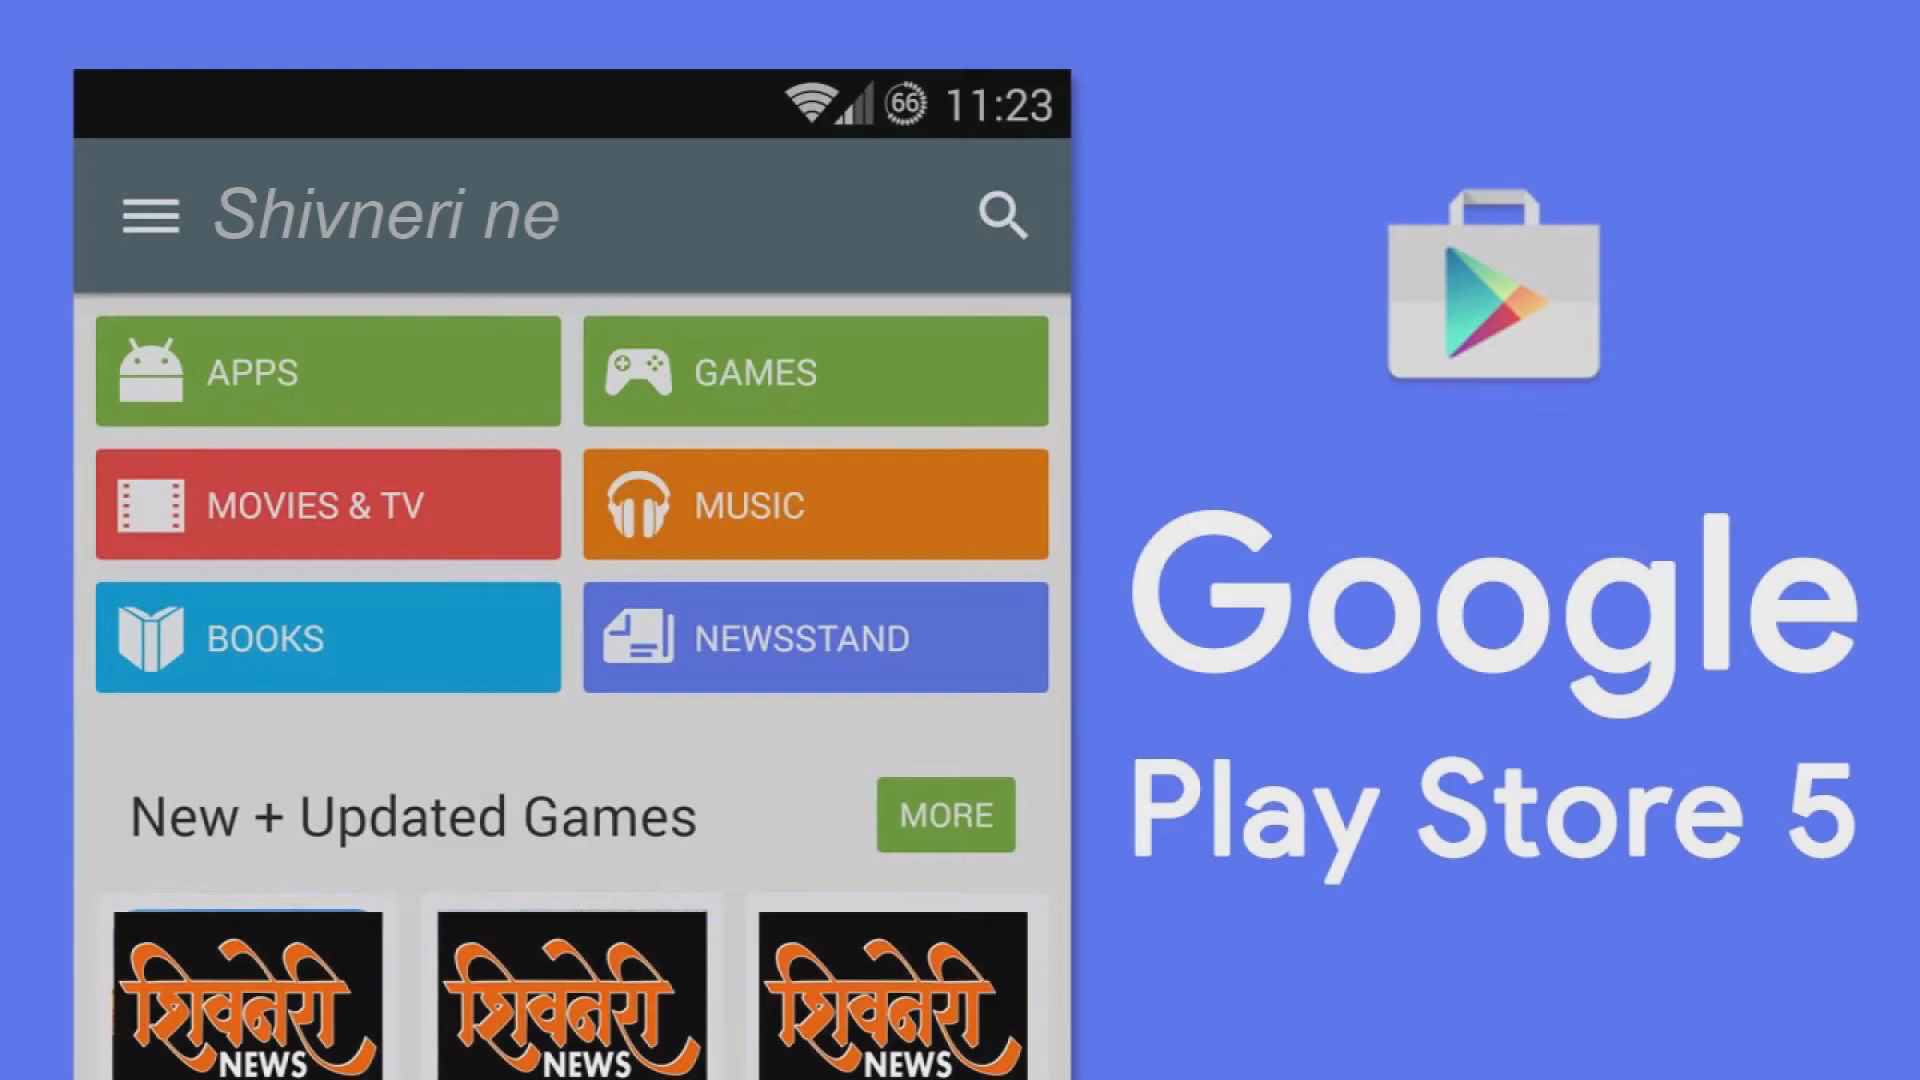 66 11:23
Shivneri ne
APPS
GAMES
MOVIES & TV
MUSIC
BOOKS
NEWSSTAND
New + Updated Games
MORE
शिवनेरी
NEWS
शिवनेरी
NEWS
शिवनेरी
NEWS
Google
Play Store 5